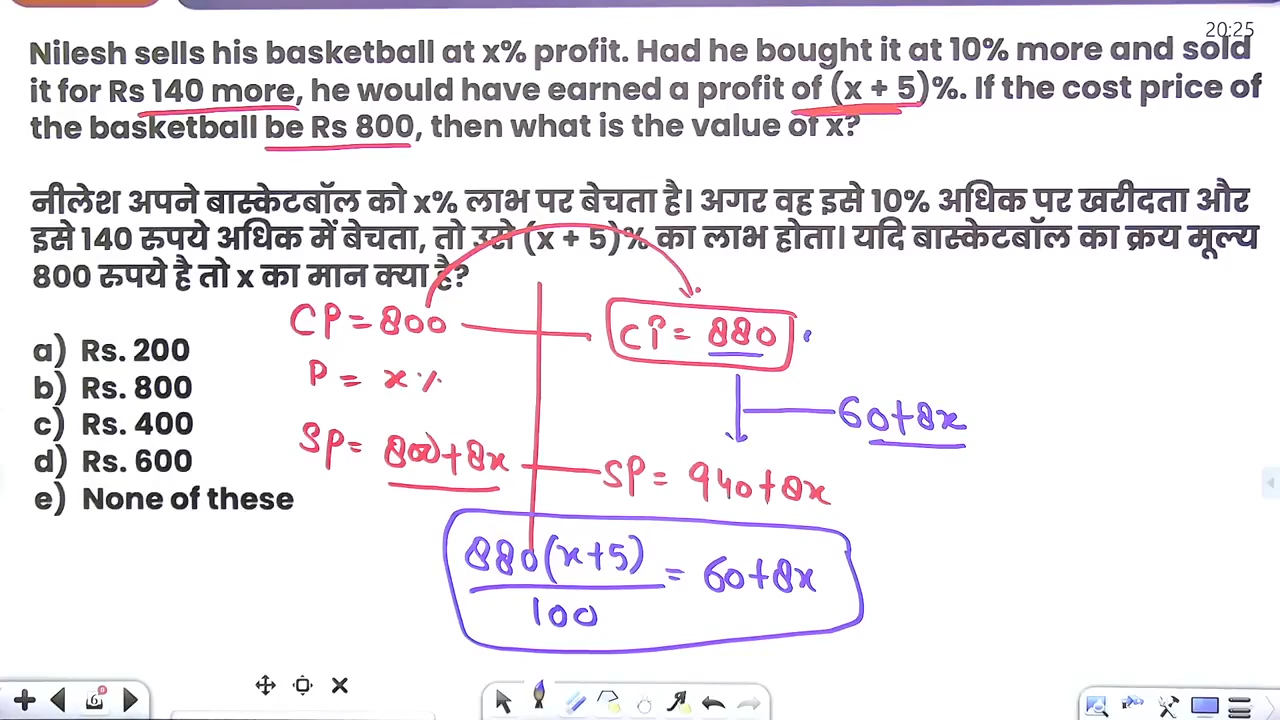 20:25
Nilesh sells his basketball at x% profit. Had he bought it at 10% more and sold
it for Rs 140 more, he would have earned a profit of (x + 5)%. If the cost price of
the basketball be Rs 800, then what is the value of x?
नीलेश अपने बास्केटबॉल को x% लाभ पर बेचता है। अगर वह इसे 10% अधिक पर खरीदता और
इसे 140 रुपये अधिक में बेचता, तो उसे (x + 5)% का लाभ होता। यदि बास्केटबॉल का क्रय मूल्य
800 रुपये है तो x का मान क्या है?
a) Rs. 200
b) Rs. 800
c) Rs. 400
d) Rs. 600
e) None of these
CP = 800
P = x %
SP = 800+8x
CP = 880
60+8x
SP = 940+8x
880(x+5)
100
= 60+8x